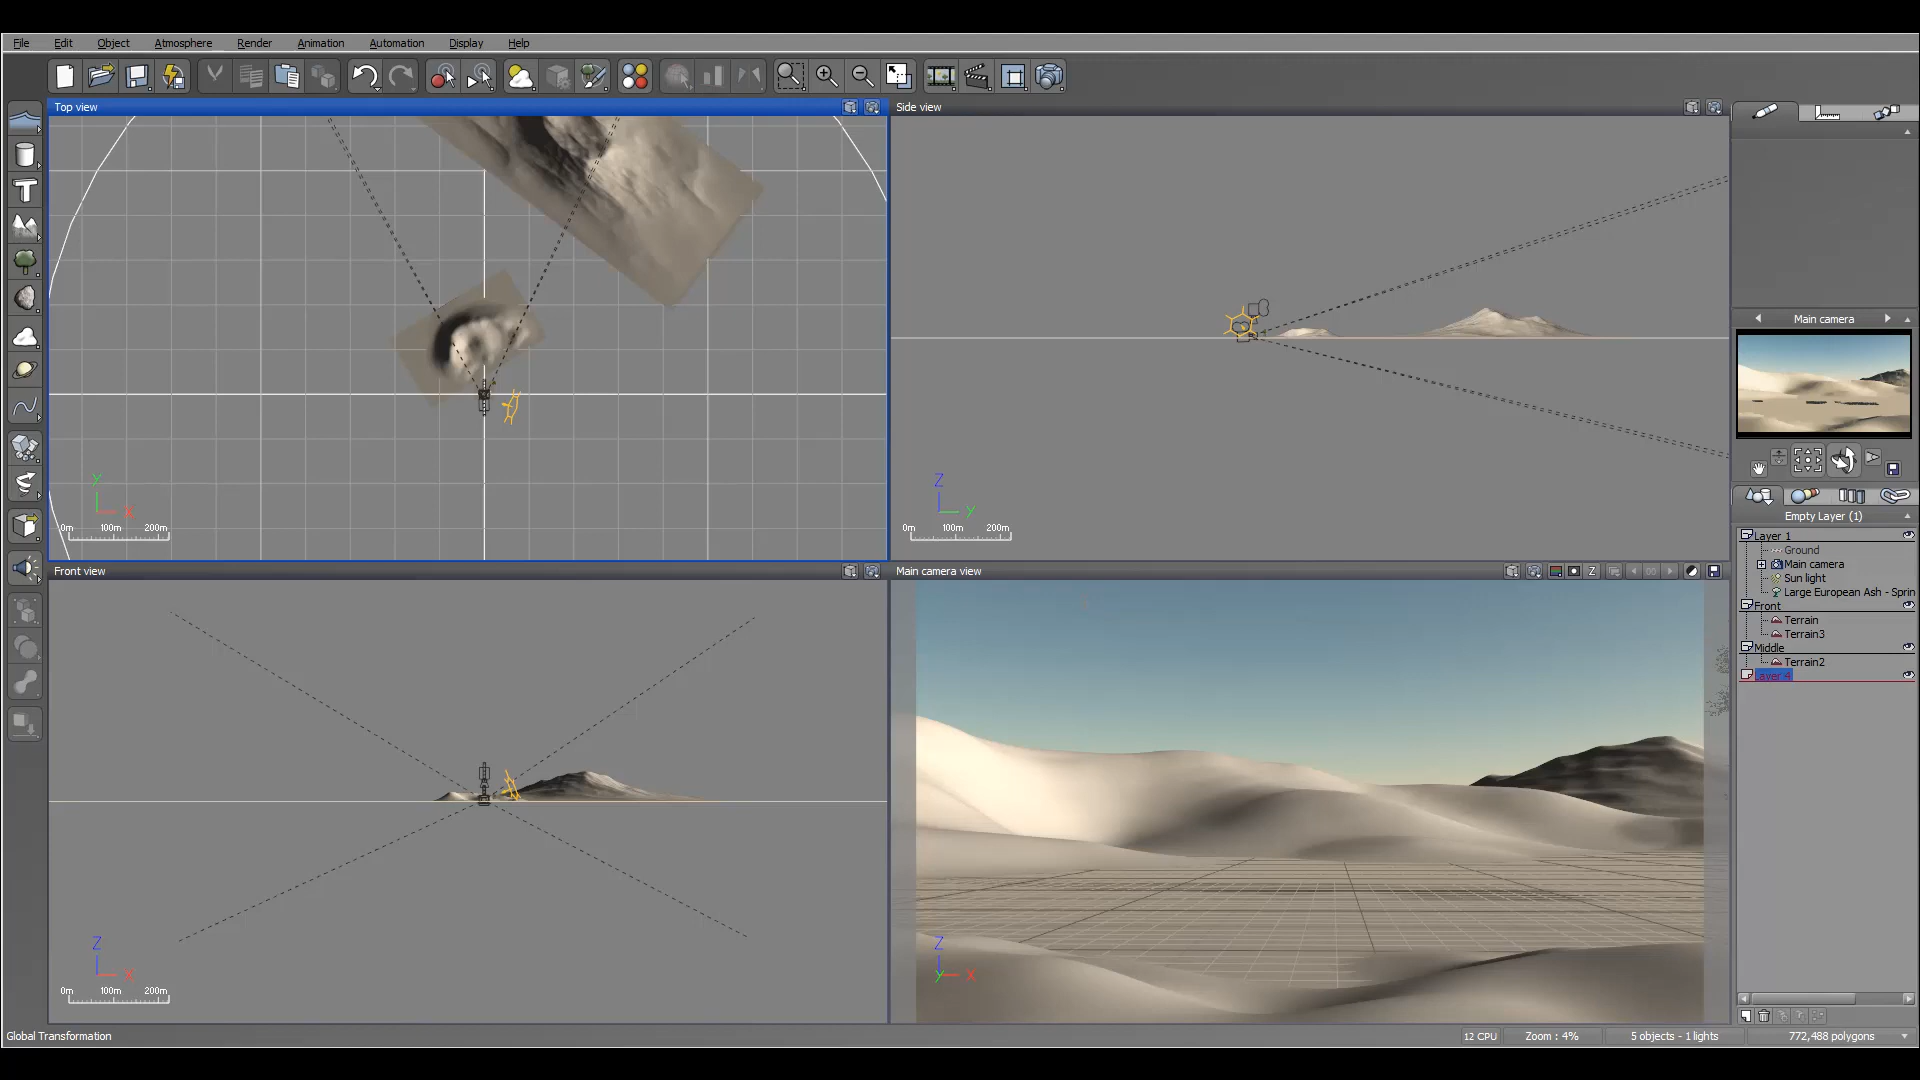 File Edit Object Atmosphere Render Animation Automation Display Help
Top view
Side view
Y
X
0m 100m 200m
Z
Y
0m 100m 200m
Front view
Main camera view
Z
Z
X
0m 100m 200m
Z
Y X
Main camera
Empty Layer (1)
Layer 1
Ground
Main camera
Sun light
Large European Ash - Sprin
Front
Terrain
Terrain3
Middle
Terrain2
Layer 4
Global Transformation
12 CPU
Zoom : 4%
5 objects - 1 lights
772,488 polygons